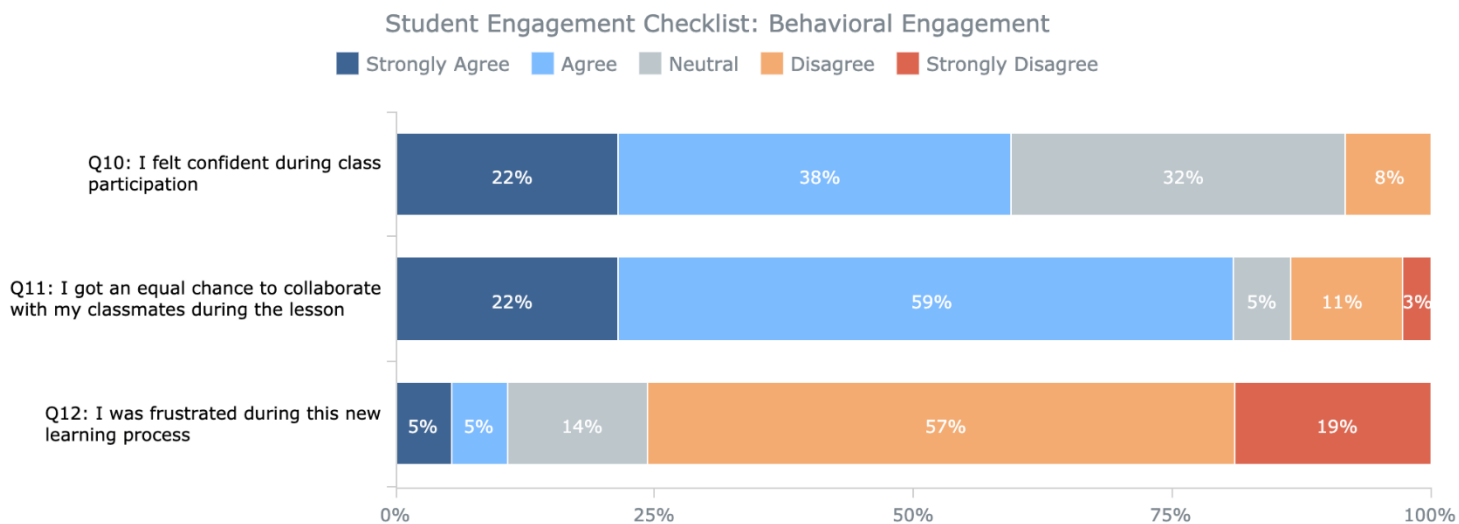 Student Engagement Checklist: Behavioral Engagement
Strongly Agree Agree Neutral Disagree Strongly Disagree
Q10: I felt confident during class
participation
22% 38% 32% 8%
Q11: I got an equal chance to collaborate
with my classmates during the lesson
22% 59% 5% 11% 3%
Q12: I was frustrated during this new
learning process
5% 5% 14% 57% 19%
0% 25% 50% 75% 100%